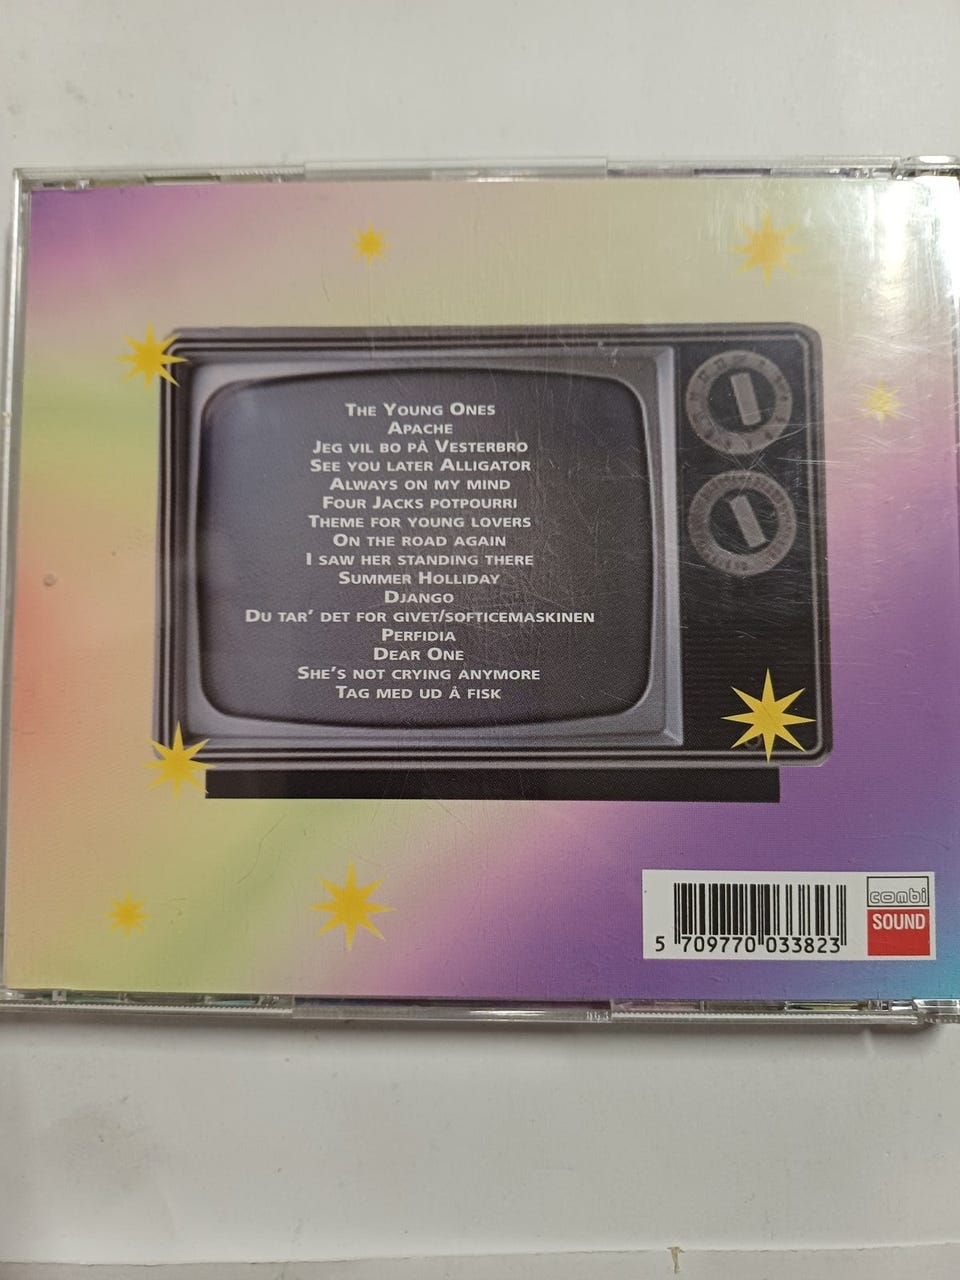 The Young Ones
Apache
Jeg vil bo på Vesterbro
See you later Alligator
Always on my mind
Four Jacks potpourri
Theme for young lovers
On the road again
I saw her standing there
Summer Holliday
Django
Du tar' det for givet/softicemaskinen
Perfidia
Dear One
She's not crying anymore
Tag med ud å fisk
combi
SOUND
5 709770 033823